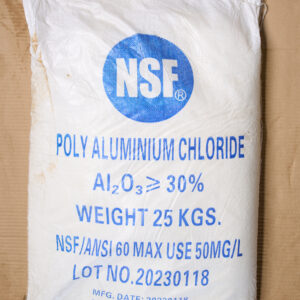 NSF®
POLY ALUMINIUM CHLORIDE
Al₂O₃≥30%
WEIGHT 25 KGS.
NSF/ANSI 60 MAX USE 50MG/L
LOT NO.20230118
MFG. DATE: 20230118